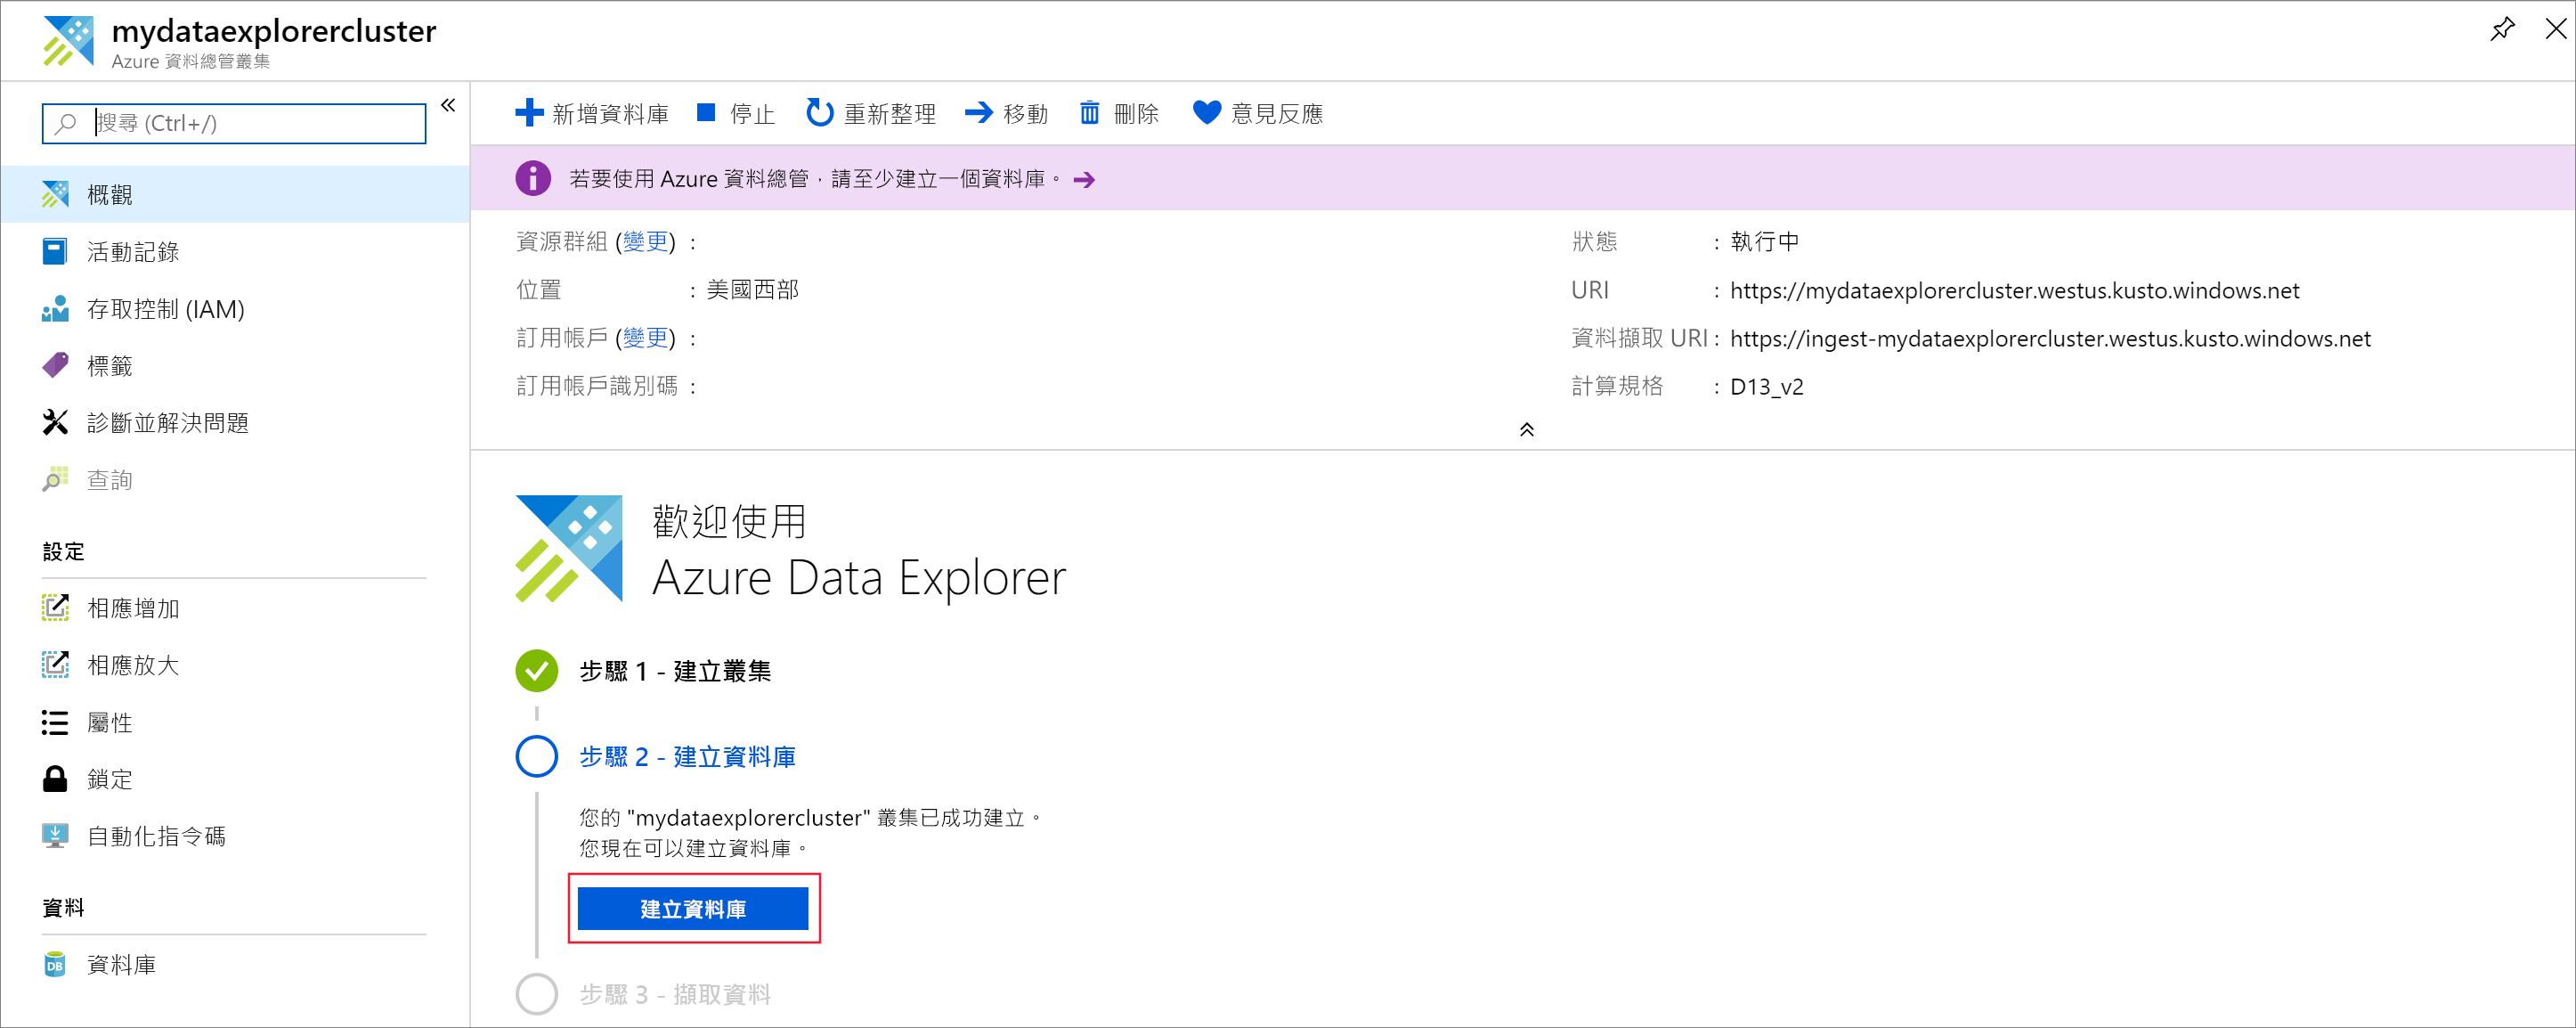 mydataexplorercluster
Azure 資料總管叢集
搜尋 (Ctrl+/)
概觀
活動記錄
存取控制 (IAM)
標籤
診斷並解決問題
查詢
設定
相應增加
相應放大
屬性
鎖定
自動化指令碼
資料
資料庫
新增資料庫 停止 重新整理 移動 刪除 意見反應
若要使用 Azure 資料總管，請至少建立一個資料庫。
資源群組 (變更) :
位置 : 美國西部
訂用帳戶 (變更) :
訂用帳戶識別碼 :
狀態 : 執行中
URI : https://mydataexplorercluster.westus.kusto.windows.net
資料擷取 URI : https://ingest-mydataexplorercluster.westus.kusto.windows.net
計算規格 : D13_v2
歡迎使用
Azure Data Explorer
步驟 1 - 建立叢集
步驟 2 - 建立資料庫
您的 "mydataexplorercluster" 叢集已成功建立。
您現在可以建立資料庫。
建立資料庫
步驟 3 - 擷取資料